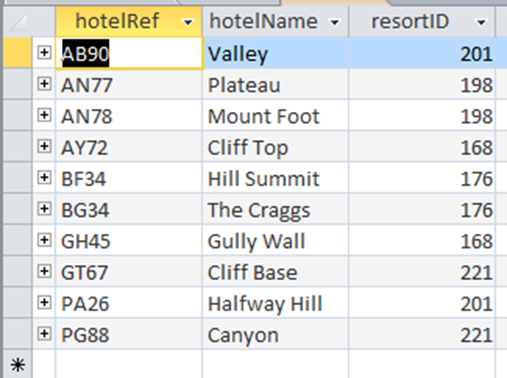 hotelRef hotelName resortID
AB90 Valley 201
AN77 Plateau 198
AN78 Mount Foot 198
AY72 Cliff Top 168
BF34 Hill Summit 176
BG34 The Craggs 176
GH45 Gully Wall 168
GT67 Cliff Base 221
PA26 Halfway Hill 201
PG88 Canyon 221